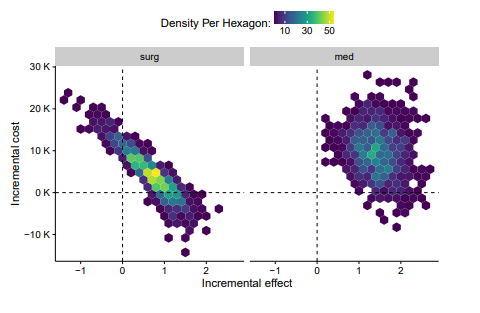 Density Per Hexagon:
10 30 50
surg med
Incremental cost
30 K
20 K
10 K
0 K
−10 K
−1 0 1 2 −1 0 1 2
Incremental effect